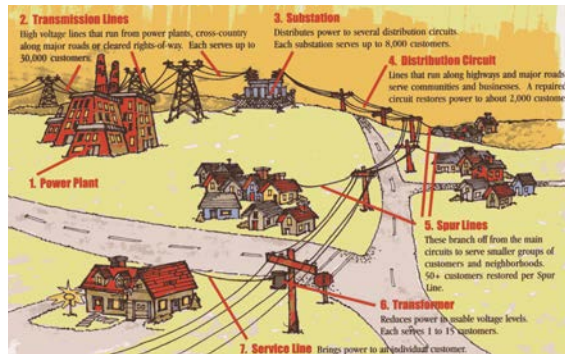 2. Transmission Lines
High voltage lines that run from power plants, cross-country
along major roads or cleared rights-of-way. Each serves up to
30,000 customers.
3. Substation
Distributes power to several distribution circuits.
Each substation serves up to 8,000 customers.
4. Distribution Circuit
Lines that run along highways and major roads
serve communities and businesses. A repaired
circuit restores power to about 2,000 custome
1. Power Plant
5. Spur Lines
These branch off from the main
circuits to serve smaller groups of
customers and neighborhoods.
50+ customers restored per Spur
Line.
6. Transformer
Reduces power to usable voltage levels.
Each serves 1 to 15 customers.
7. Service Line Brings power to an individual customer.